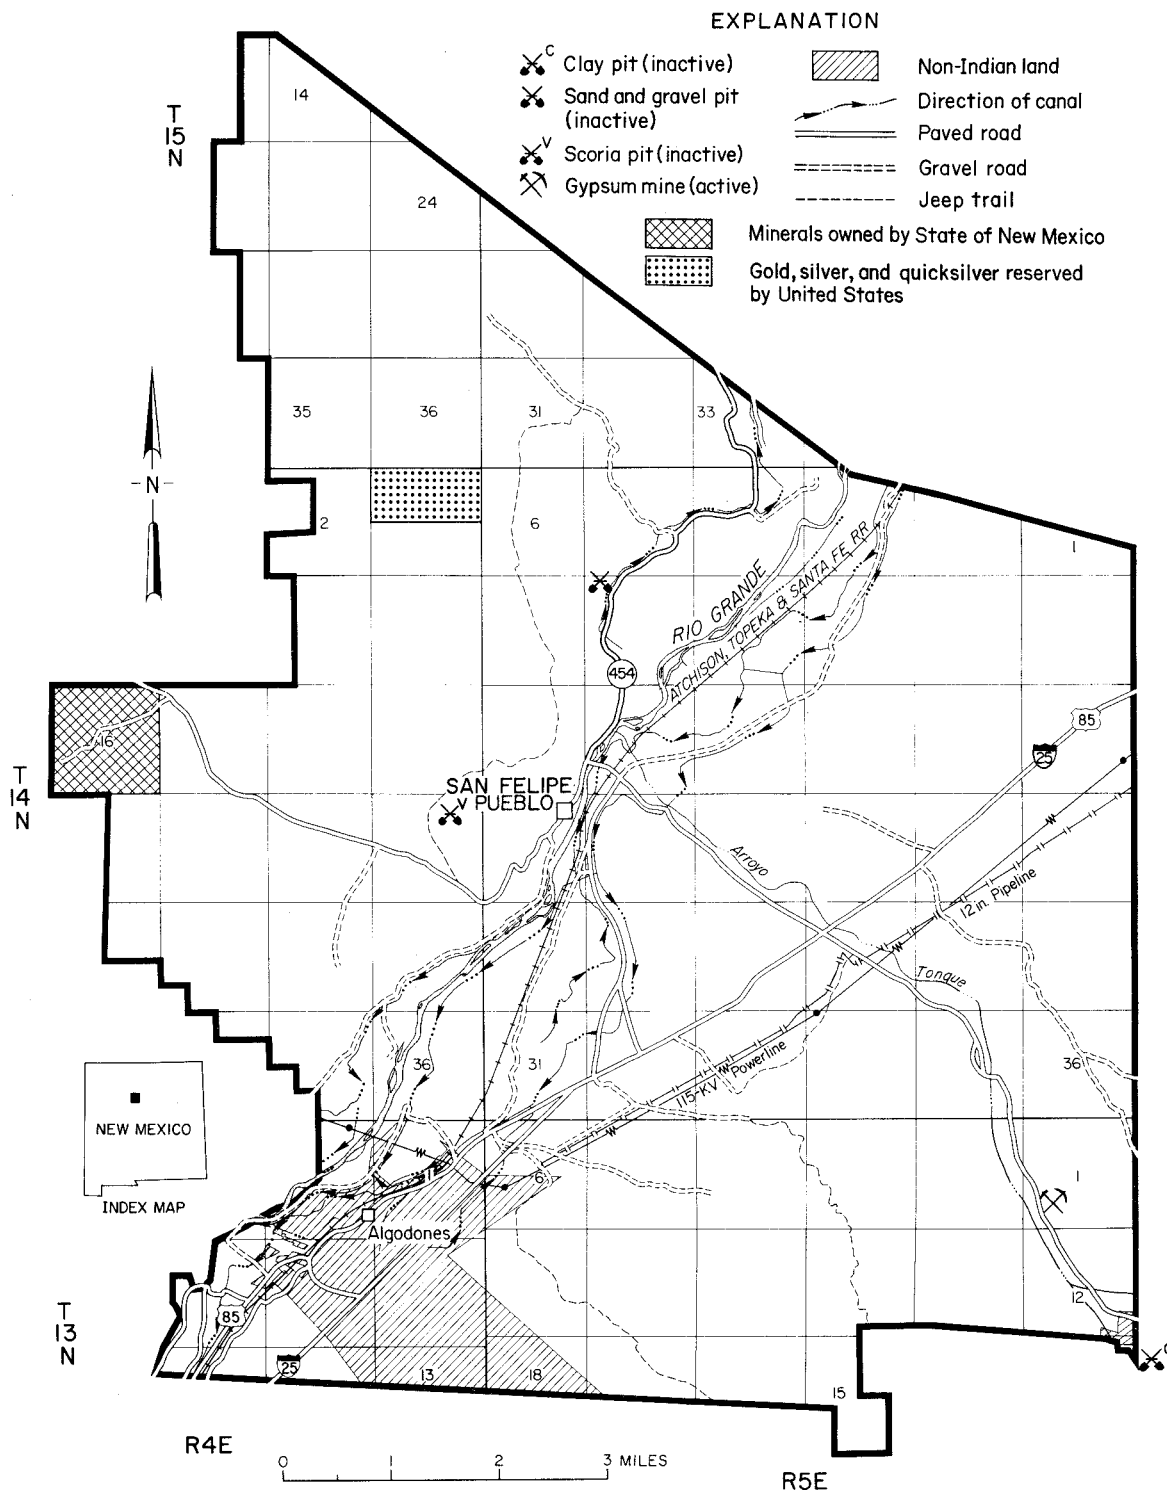 EXPLANATION
C
Clay pit (inactive)
Sand and gravel pit
(inactive)
V
Scoria pit (inactive)
Gypsum mine (active)
Non-Indian land
Direction of canal
Paved road
Gravel road
Jeep trail
Minerals owned by State of New Mexico
Gold, silver, and quicksilver reserved
by United States
T
15
N
14
24
35
36
31
33
N
2
6
1
RIO GRANDE
ATCHISON, TOPEKA & SANTA FE RR
454
16
85
25
T
14
N
SAN FELIPE
PUEBLO
V
Arroyo
12 in. Pipeline
Tonque
36
31
36
115-KV Powerline
W
W
W
W
NEW MEXICO
INDEX MAP
6
1
Algodones
12
85
T
13
N
25
13
18
15
C
R4E
0
1
2
3 MILES
R5E